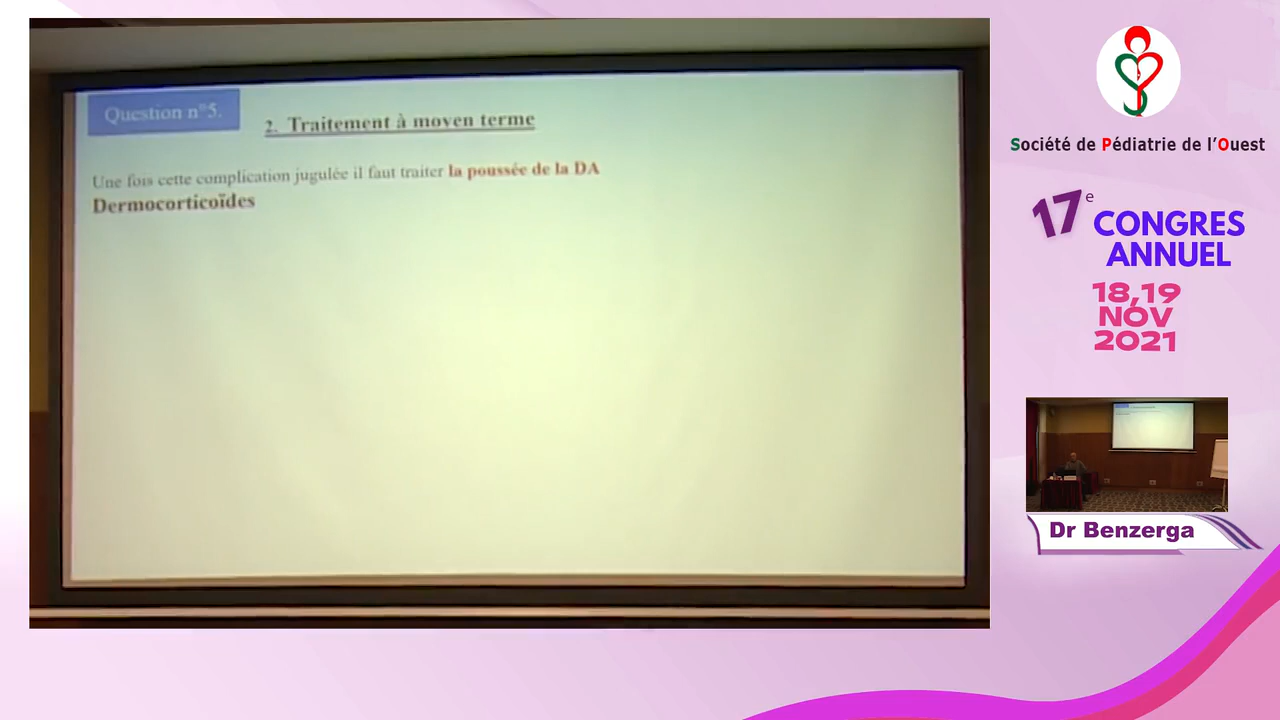 Question n°5.
2. Traitement à moyen terme
Une fois cette complication jugulée il faut traiter la poussée de la DA
Dermocorticoïdes
Société de Pédiatrie de l'Ouest
17e
CONGRES
ANNUEL
18,19
NOV
2021
Dr Benzerga